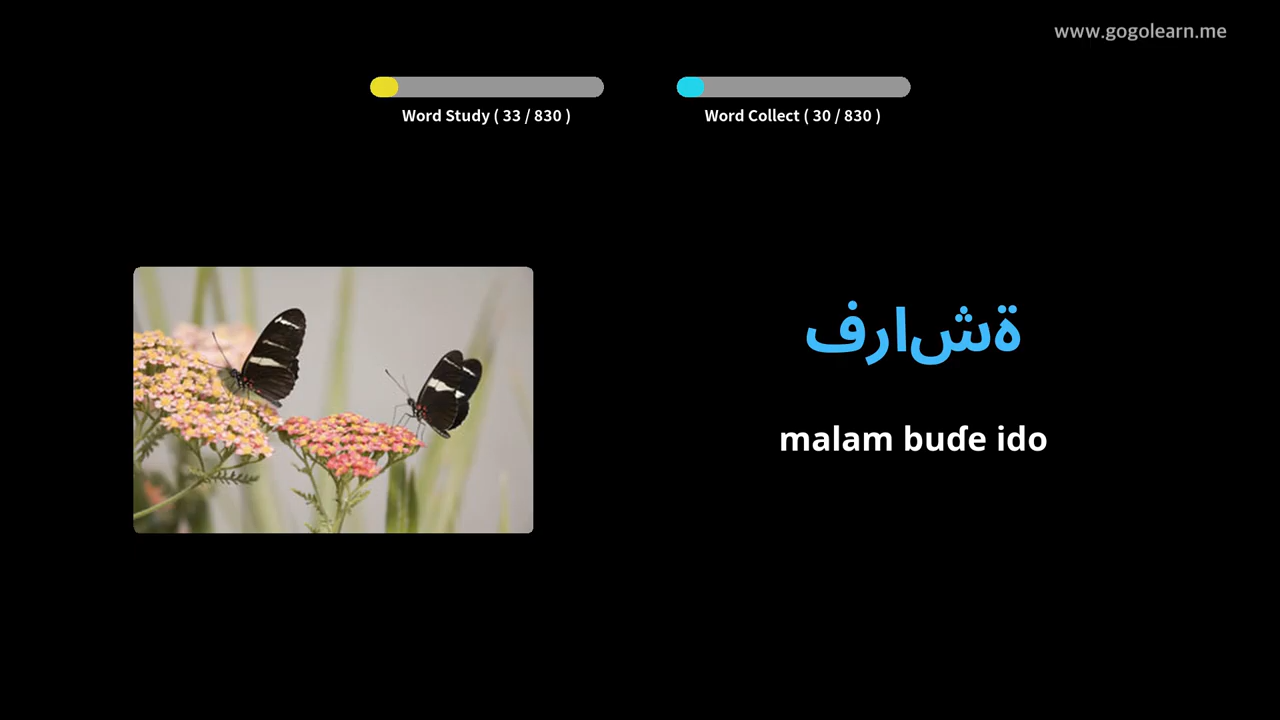 www.gogolearn.me
Word Study ( 33 / 830 )
Word Collect ( 30 / 830 )
ةشارف
malam buɗe ido